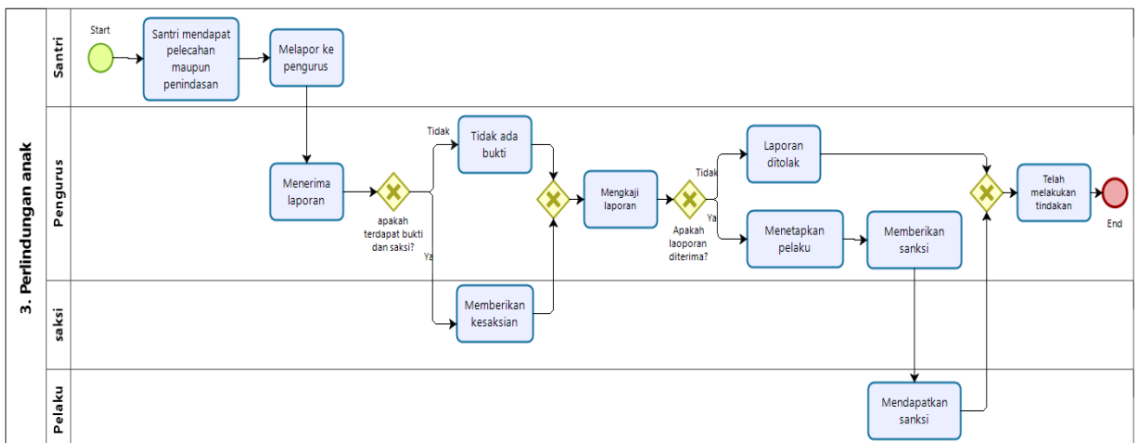 3. Perlindungan anak
Santri
Start
Santri mendapat
pelecahan
maupun
penindasan
Melapor ke
pengurus
Pengurus
Menerima
laporan
apakah
terdapat bukti
dan saksi?
Tidak
Tidak ada
bukti
Ya
Mengkaji
laporan
Apakah
laoporan
diterima?
Tidak
Laporan
ditolak
Ya
Menetapkan
pelaku
Memberikan
sanksi
Telah
melakukan
tindakan
End
saksi
Memberikan
kesaksian
Pelaku
Mendapatkan
sanksi